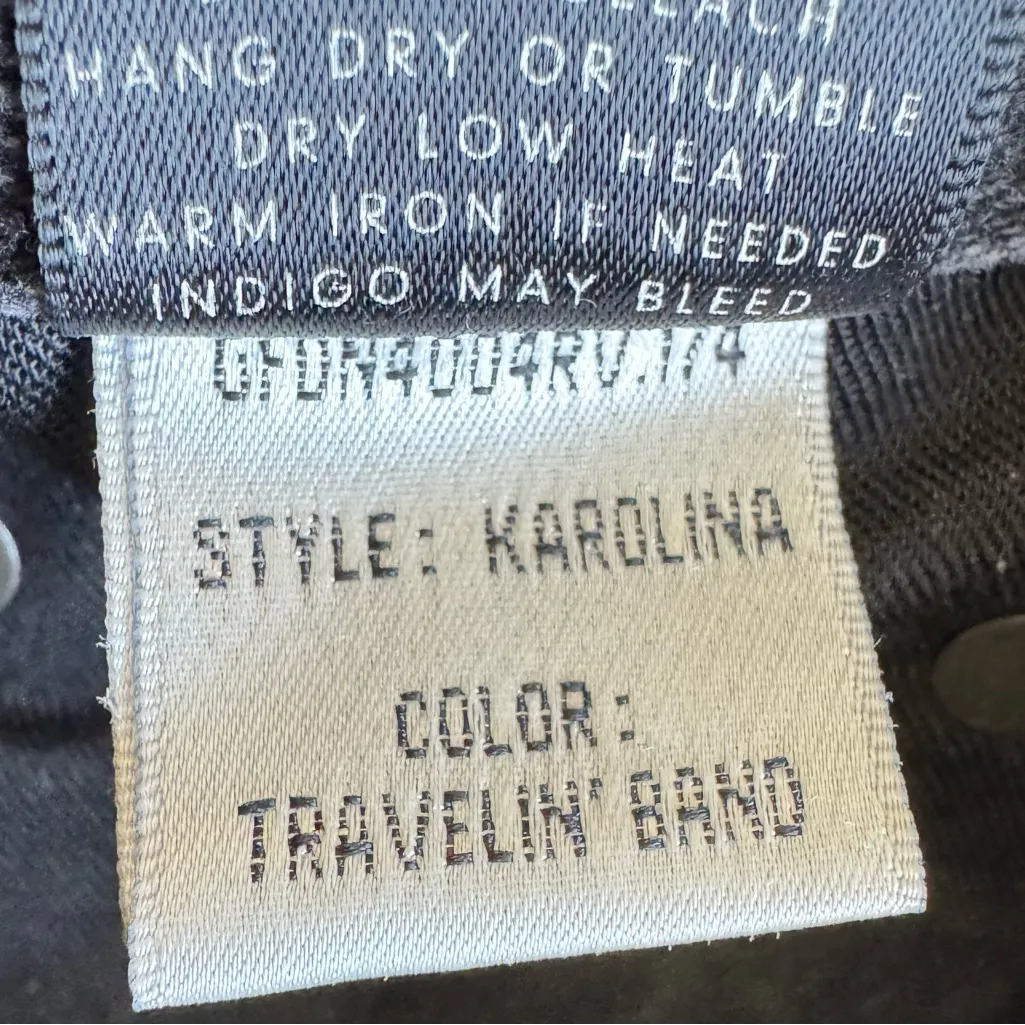 HANG DRY OR TUMBLE
DRY LOW HEAT
WARM IRON IF NEEDED
INDIGO MAY BLEED
STYLE: KAROLINA
COLOR:
TRAVELIN' BAND